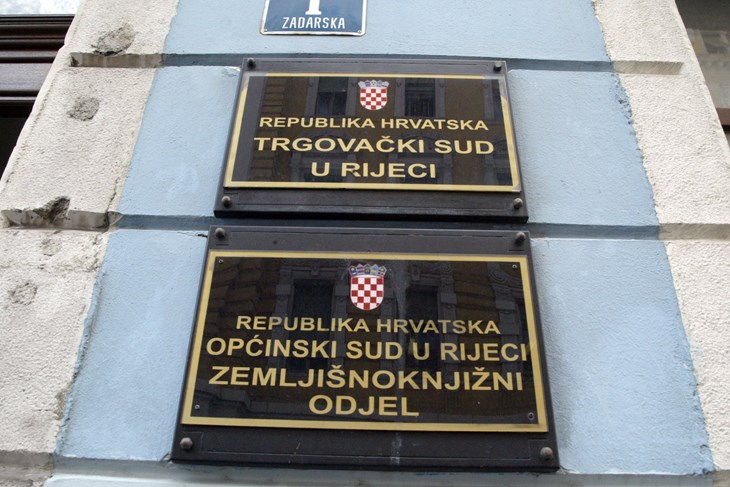 1
ZADARSKA
REPUBLIKA HRVATSKA
TRGOVAČKI SUD
U RIJECI
REPUBLIKA HRVATSKA
OPĆINSKI SUD U RIJECI
ZEMLJIŠNOKNJIŽNI
ODJEL